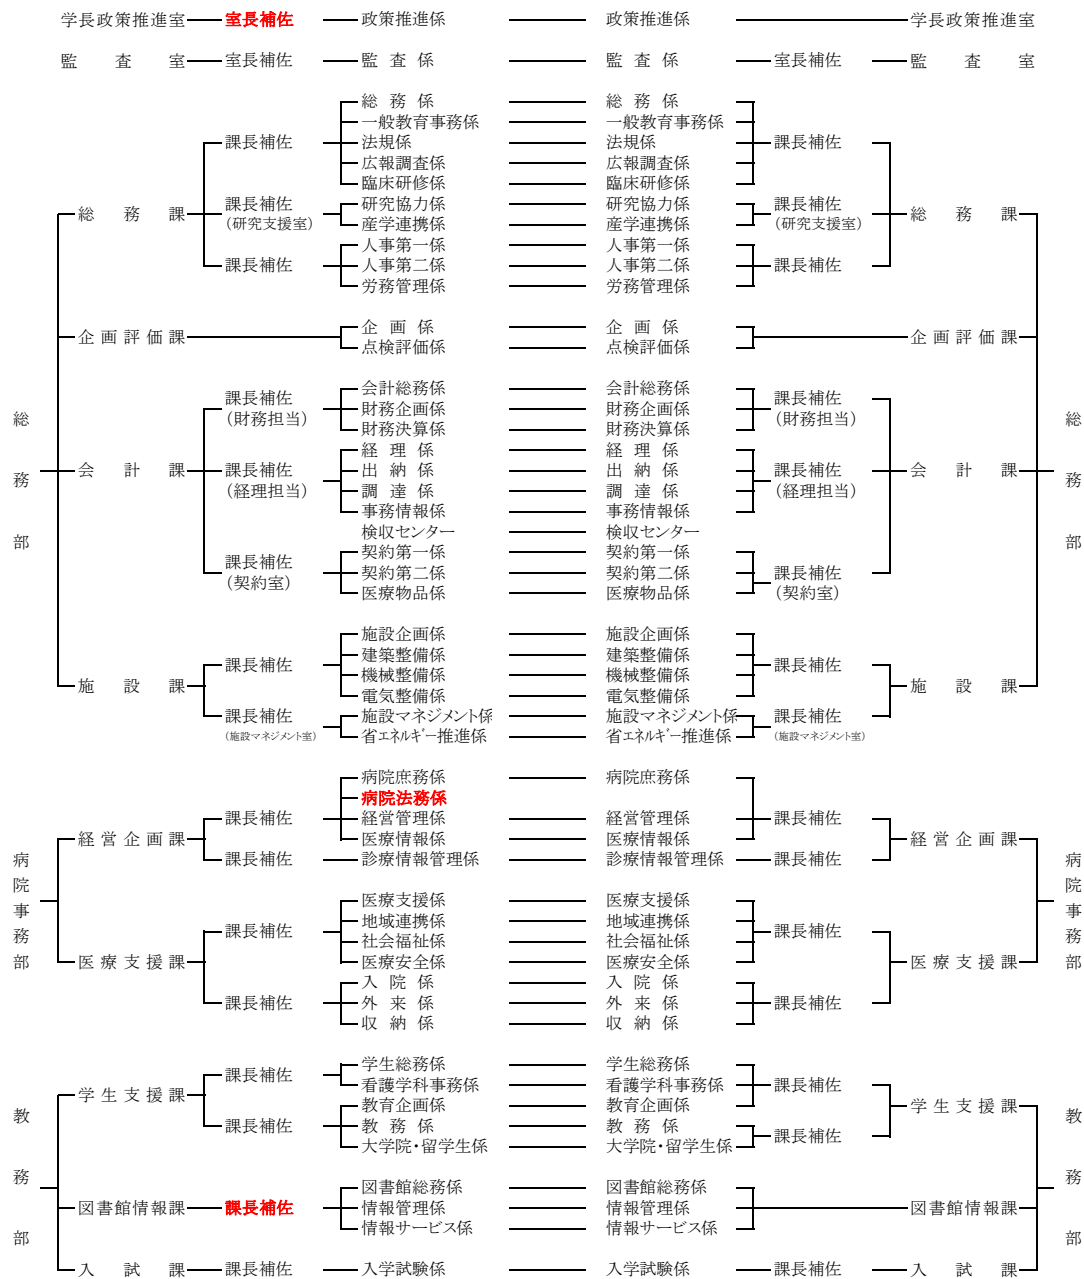 学長政策推進室 室長補佐 政策推進係 政策推進係 学長政策推進室
監査室 室長補佐 監査係 監査係 室長補佐 監査室
総務係 総務係
一般教育事務係 一般教育事務係
課長補佐 法規係 法規係 課長補佐
広報調査係 広報調査係
臨床研修係 臨床研修係
課長補佐 研究協力係 研究協力係 課長補佐
総務課 総務課
(研究支援室) 産学連携係 産学連携係 (研究支援室)
人事第一係 人事第一係
課長補佐 人事第二係 人事第二係 課長補佐
労務管理係 労務管理係
企画係 企画係
企画評価課 企画評価課
点検評価係 点検評価係
会計総務係 会計総務係
課長補佐 課長補佐
財務企画係 財務企画係
総務部 (財務担当) (財務担当) 総務部
財務決算係 財務決算係
経理係 経理係
会計課 課長補佐 出納係 出納係 課長補佐 会計課
(経理担当) 調達係 調達係 (経理担当)
事務情報係 事務情報係
検収センター 検収センター
契約第一係 契約第一係
課長補佐
契約第二係 契約第二係 課長補佐
(契約室)
医療物品係 医療物品係 (契約室)
施設企画係 施設企画係
建築整備係 建築整備係
課長補佐 課長補佐
機械整備係 機械整備係
施設課 施設課
電気整備係 電気整備係
課長補佐 施設マネジメント係 施設マネジメント係 課長補佐
(施設マネジメント室) 省エネルギー推進係 省エネルギー推進係 (施設マネジメント室)
病院庶務係 病院庶務係
病院法務係
課長補佐 経営管理係 経営管理係 課長補佐
経営企画課 医療情報係 医療情報係 経営企画課
課長補佐 診療情報管理係 診療情報管理係 課長補佐
病院事務部 病院事務部
医療支援係 医療支援係
地域連携係 地域連携係
課長補佐 課長補佐
社会福祉係 社会福祉係
医療支援課 医療安全係 医療安全係 医療支援課
入院係 入院係
課長補佐 外来係 外来係 課長補佐
収納係 収納係
学生総務係 学生総務係
課長補佐
看護学科事務係 看護学科事務係 課長補佐
学生支援課
教育企画係 教育企画係 学生支援課
教務部 教務部
課長補佐 教務係 教務係
課長補佐
大学院・留学生係 大学院・留学生係
図書館総務係 図書館総務係
図書館情報課 課長補佐 情報管理係 情報管理係 図書館情報課
情報サービス係 情報サービス係
入試課 課長補佐 入学試験係 入学試験係 課長補佐 入試課